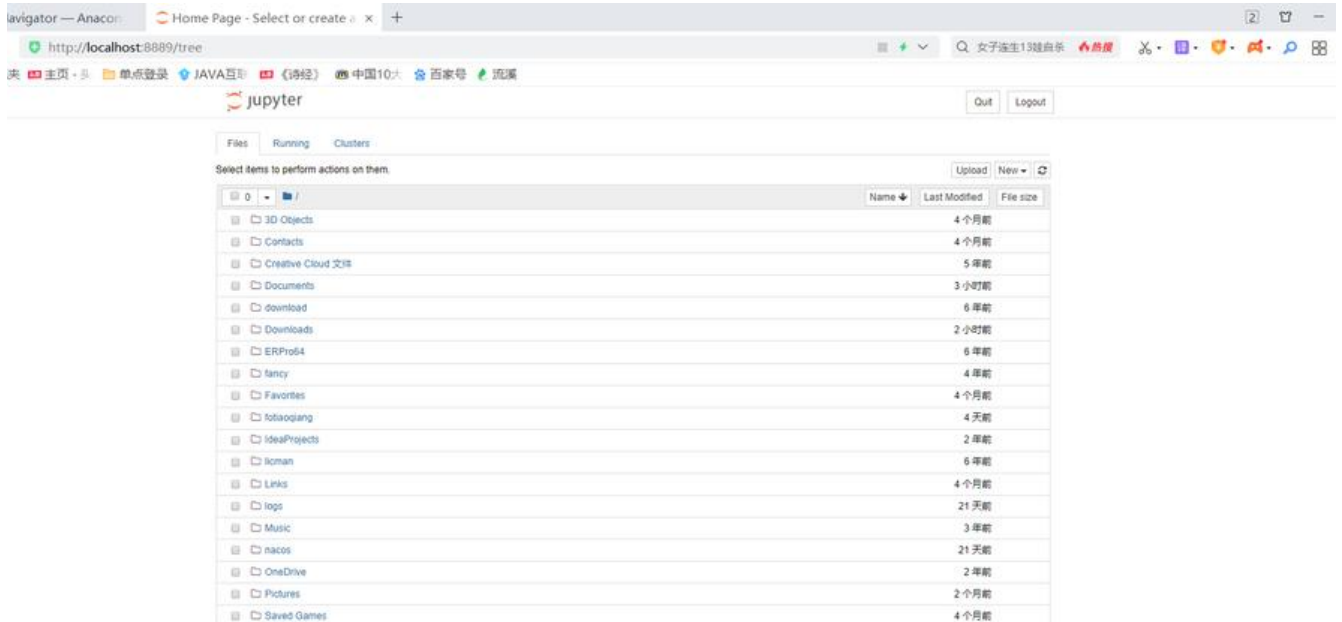 avigator — Anacon Home Page - Select or create a × + 2
http://localhost:8889/tree 女子连生13娃自杀 热搜
夹 主页 - 单点登录 JAVA互 《诗经》 中国10大 百家号 流溪
jupyter Quit Logout
Files Running Clusters
Select items to perform actions on them. Upload New
0 / Name Last Modified File size
3D Objects 4 个月前
Contacts 4 个月前
Creative Cloud 文件 5 年前
Documents 3 小时前
download 6 年前
Downloads 2 小时前
ERPro64 6 年前
fancy 4 年前
Favorites 4 个月前
fotiaoqiang 4 天前
IdeaProjects 2 年前
licman 6 年前
Links 4 个月前
logs 21 天前
Music 3 年前
nacos 21 天前
OneDrive 2 年前
Pictures 2 个月前
Saved Games 4 个月前